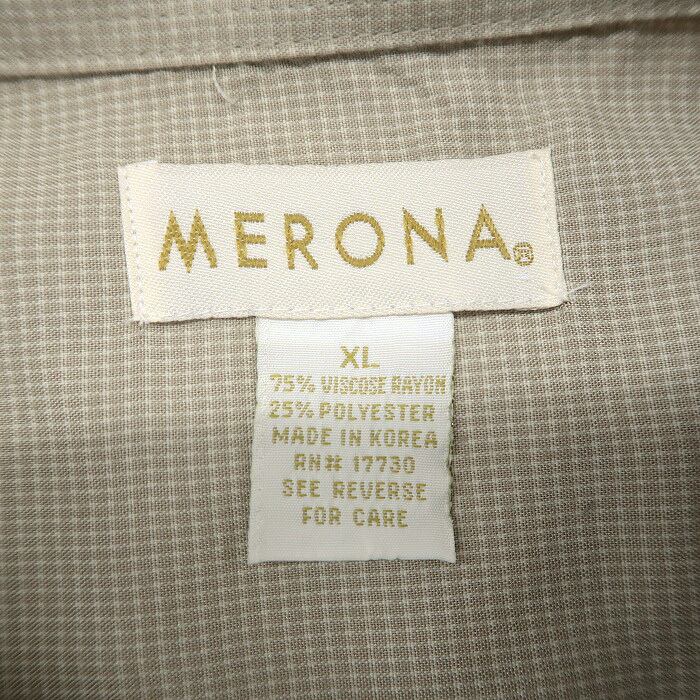 MERONA®
XL
75% VISCOSE RAYON
25% POLYESTER
MADE IN KOREA
RN# 17730
SEE REVERSE
FOR CARE